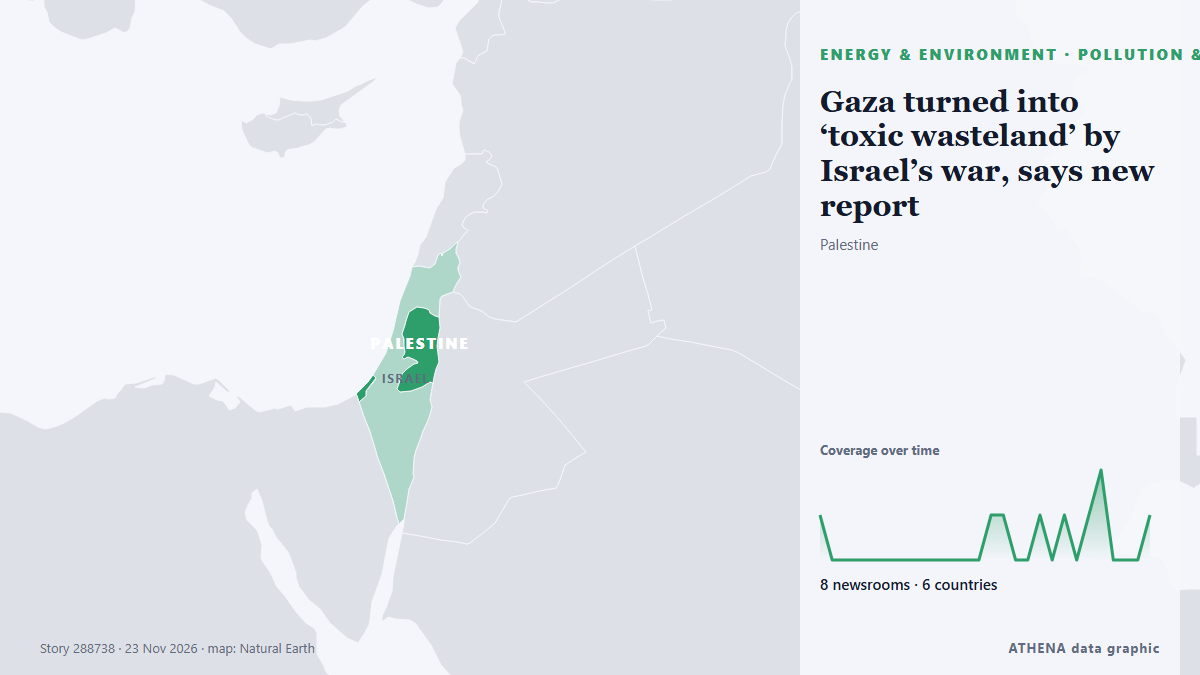 ENERGY & ENVIRONMENT · POLLUTION &
Gaza turned into
‘toxic wasteland’ by
Israel’s war, says new
report
Palestine
PALESTINE
ISRAEL
Coverage over time
8 newsrooms · 6 countries
Story 288738 · 23 Nov 2026 · map: Natural Earth
ATHENA data graphic